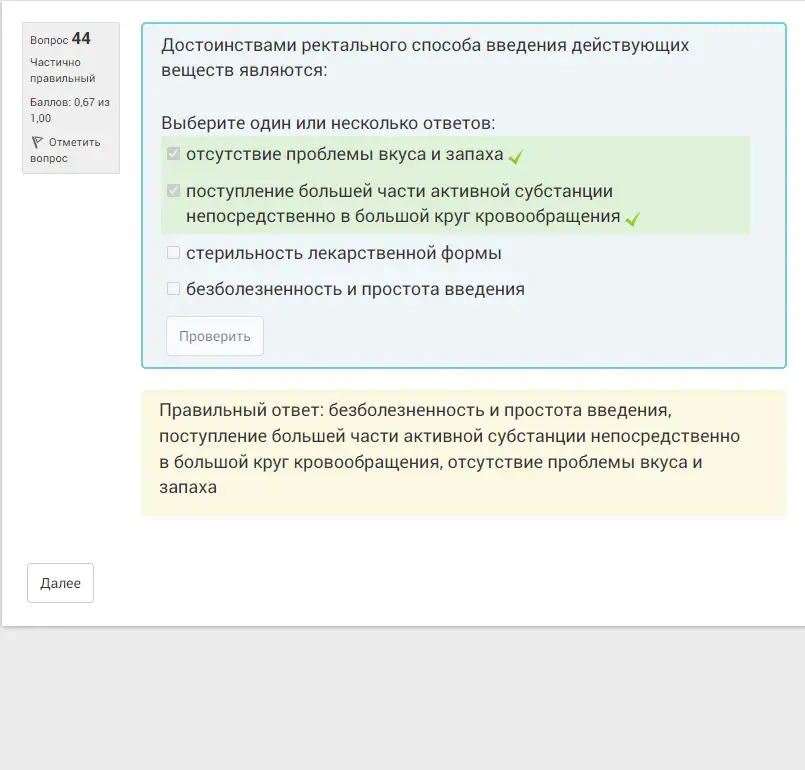 Вопрос 44
Частично
правильный
Баллов: 0,67 из
1,00
Отметить
вопрос
Достоинствами ректального способа введения действующих
веществ являются:
Выберите один или несколько ответов:
отсутствие проблемы вкуса и запаха
поступление большей части активной субстанции
непосредственно в большой круг кровообращения
стерильность лекарственной формы
безболезненность и простота введения
Проверить
Правильный ответ: безболезненность и простота введения,
поступление большей части активной субстанции непосредственно
в большой круг кровообращения, отсутствие проблемы вкуса и
запаха
Далее